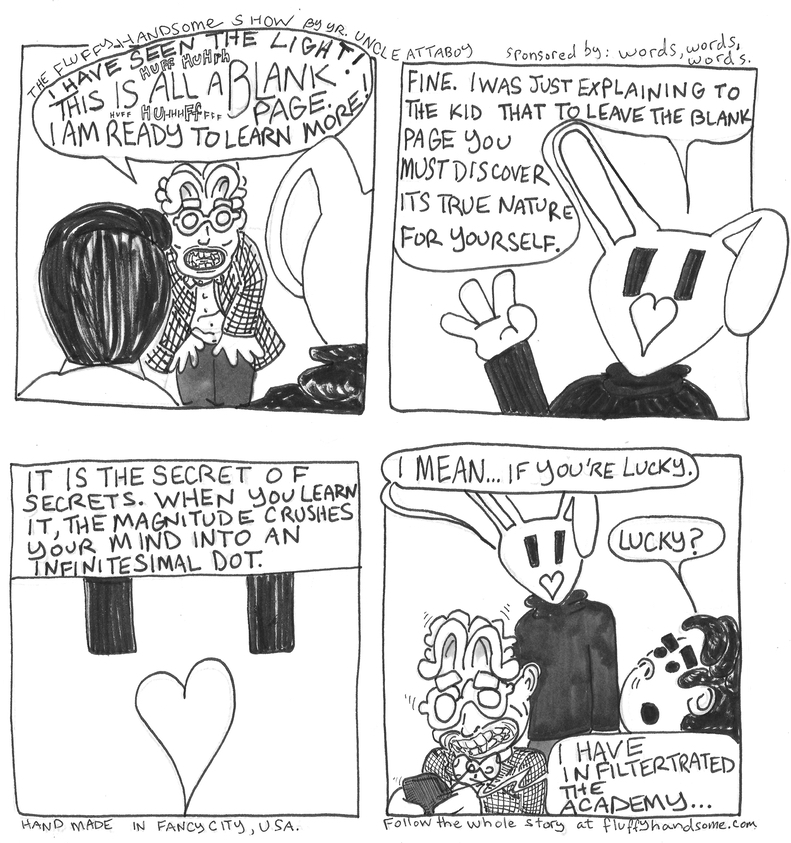 THE FLUFFY-HANDSOME SHOW BY YR. UNCLE ATTABOY
sponsored by: words, words,
words.
I HAVE SEEN THE LIGHT!
HUFF HUHPh
THIS IS ALL A BLANK
PAGE.
HUFF HUHHHFFFFF
I AM READY TO LEARN MORE!
FINE. I WAS JUST EXPLAINING TO
THE KID THAT TO LEAVE THE BLANK
PAGE YOU
MUST DISCOVER
ITS TRUE NATURE
FOR YOURSELF.
IT IS THE SECRET OF
SECRETS. WHEN YOU LEARN
IT, THE MAGNITUDE CRUSHES
YOUR MIND INTO AN
INFINITESIMAL DOT.
I MEAN... IF YOU'RE LUCKY.
LUCKY?
I HAVE
INFILTERTRATED
THE
ACADEMY...
HAND MADE IN FANCY CITY, USA.
Follow the whole story at fluffyhandsome.com